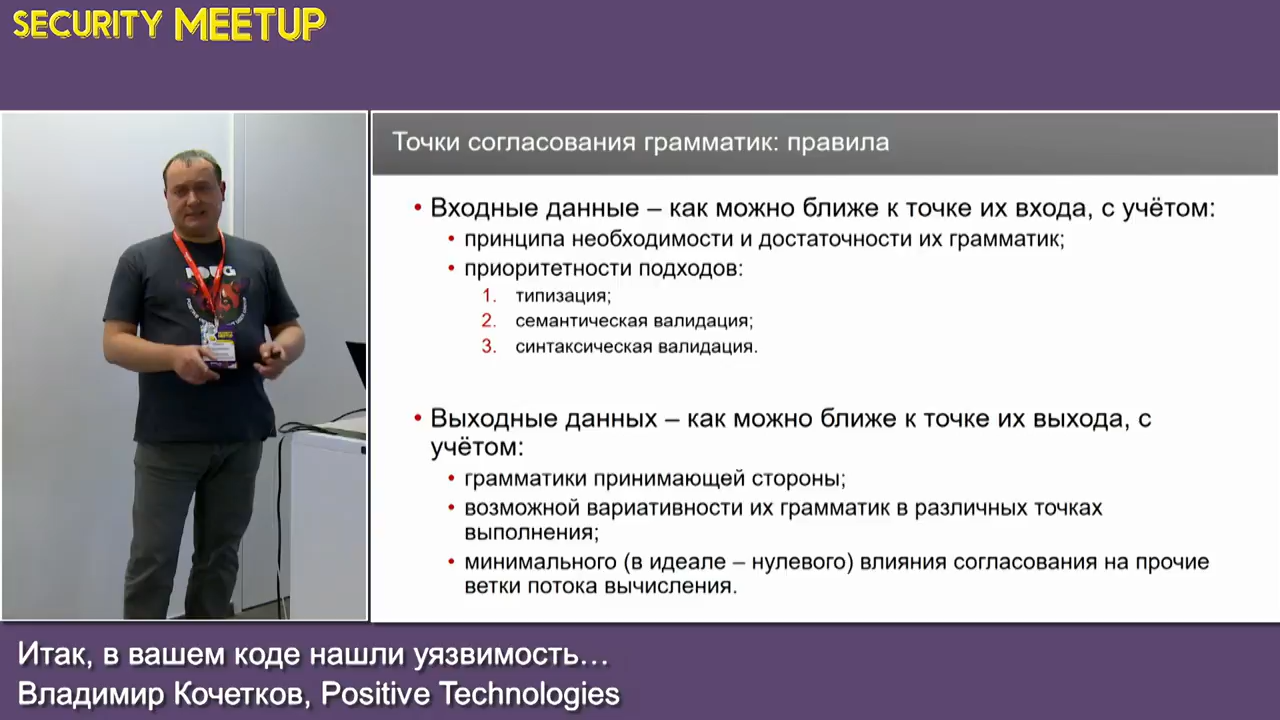 SECURITY MEETUP
Точки согласования грамматик: правила
• Входные данные – как можно ближе к точке их входа, с учётом:
• принципа необходимости и достаточности их грамматик;
• приоритетности подходов:
1. типизация;
2. семантическая валидация;
3. синтаксическая валидация.
• Выходные данных – как можно ближе к точке их выхода, с
учётом:
• грамматики принимающей стороны;
• возможной вариативности их грамматик в различных точках
выполнения;
• минимального (в идеале – нулевого) влияния согласования на прочие
ветки потока вычисления.
Итак, в вашем коде нашли уязвимость...
Владимир Кочетков, Positive Technologies